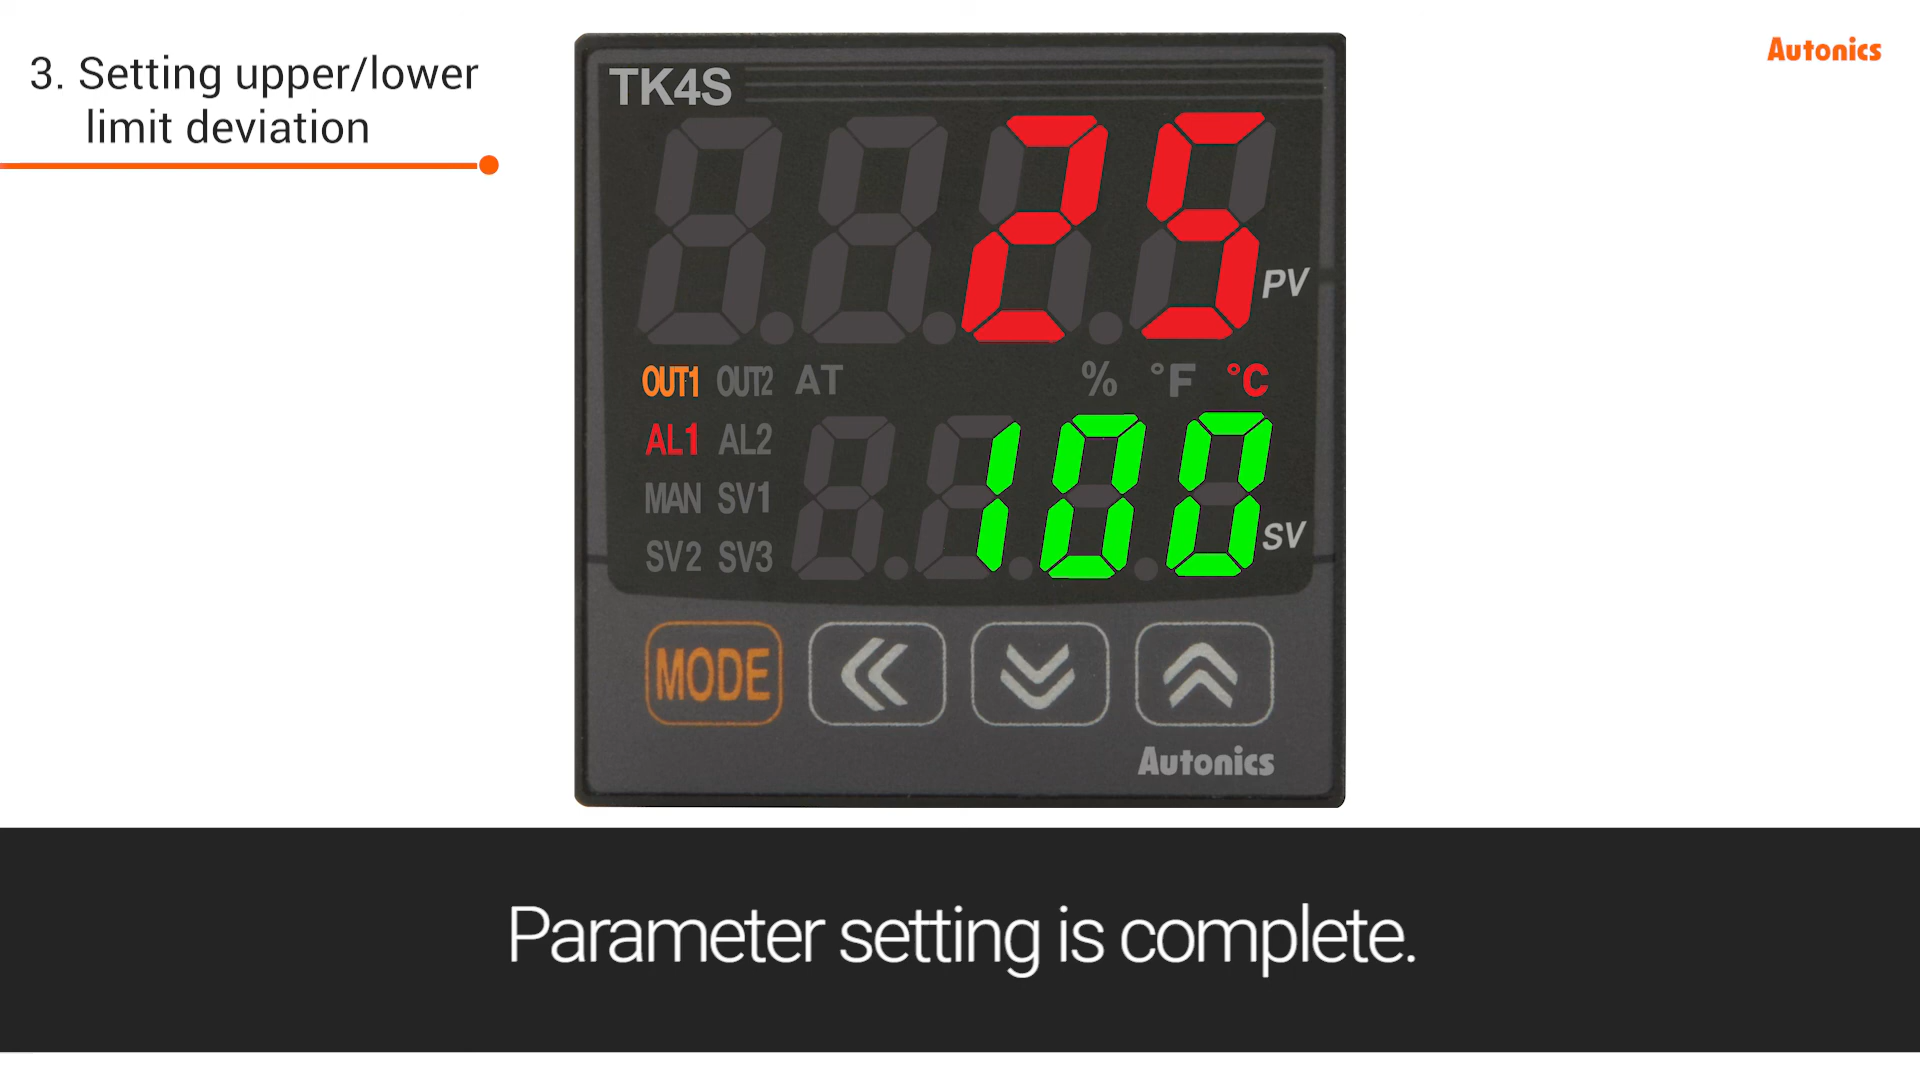 3. Setting upper/lower
limit deviation
Autonics
TK4S
25
PV
OUT1 OUT2 AT % °F °C
AL1 AL2
MAN SV1
SV2 SV3
100
SV
MODE
Autonics
Parameter setting is complete.